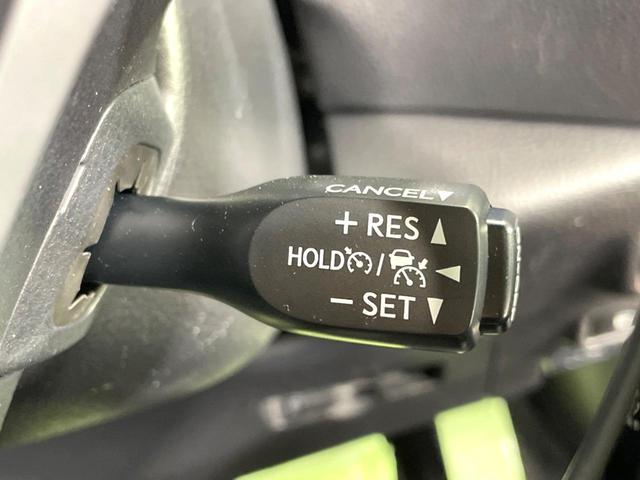 CANCEL▼
+ RES ▲
HOLD / ◀
− SET ▼